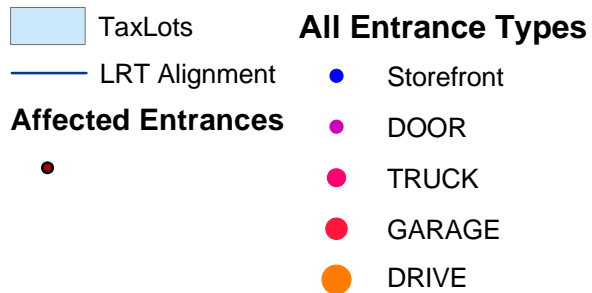 TaxLots
LRT Alignment
Affected Entrances
All Entrance Types
Storefront
DOOR
TRUCK
GARAGE
DRIVE